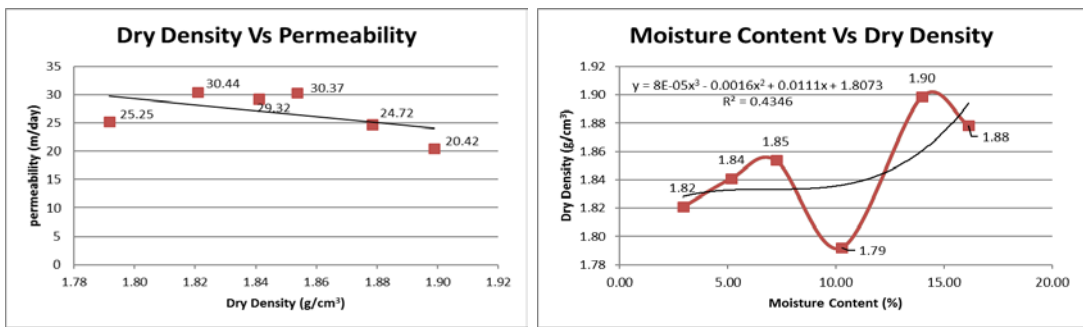 Dry Density Vs Permeability
permeability (m/day)
35
30
25
20
15
10
5
0
25.25
30.44
29.32
30.37
24.72
20.42
1.78 1.80 1.82 1.84 1.86 1.88 1.90 1.92
Dry Density (g/cm³)
Moisture Content Vs Dry Density
y = 8E-05x³ - 0.0016x² + 0.0111x + 1.8073
R² = 0.4346
Dry Density (g/cm³)
1.92
1.90
1.88
1.86
1.84
1.82
1.80
1.78
1.82
1.84
1.85
1.79
1.90
1.88
0.00 5.00 10.00 15.00 20.00
Moisture Content (%)